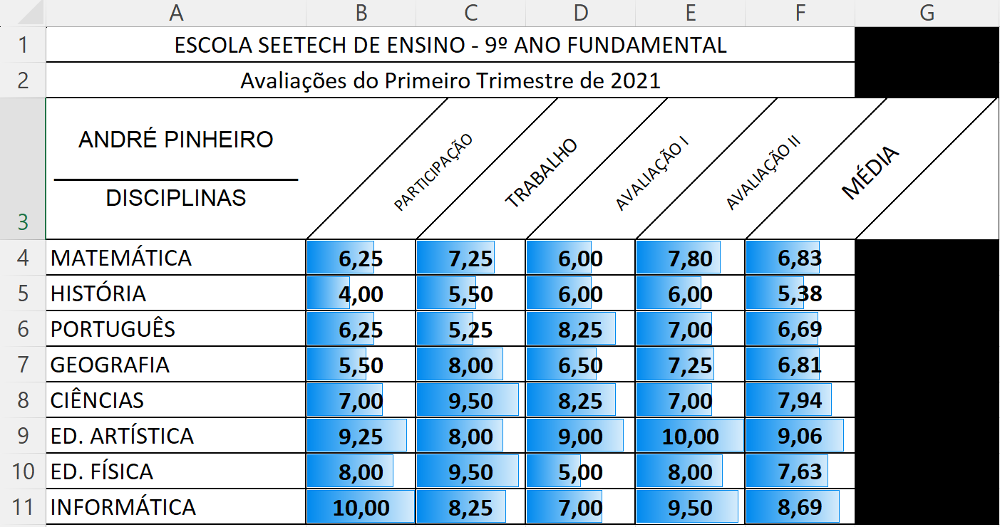 A B C D E F G
1 ESCOLA SEETECH DE ENSINO - 9º ANO FUNDAMENTAL
2 Avaliações do Primeiro Trimestre de 2021
ANDRÉ PINHEIRO
DISCIPLINAS
PARTICIPAÇÃO
TRABALHO
AVALIAÇÃO I
AVALIAÇÃO II
MÉDIA
3
4 MATEMÁTICA 6,25 7,25 6,00 7,80 6,83
5 HISTÓRIA 4,00 5,50 6,00 6,00 5,38
6 PORTUGUÊS 6,25 5,25 8,25 7,00 6,69
7 GEOGRAFIA 5,50 8,00 6,50 7,25 6,81
8 CIÊNCIAS 7,00 9,50 8,25 7,00 7,94
9 ED. ARTÍSTICA 9,25 8,00 9,00 10,00 9,06
10 ED. FÍSICA 8,00 9,50 5,00 8,00 7,63
11 INFORMÁTICA 10,00 8,25 7,00 9,50 8,69